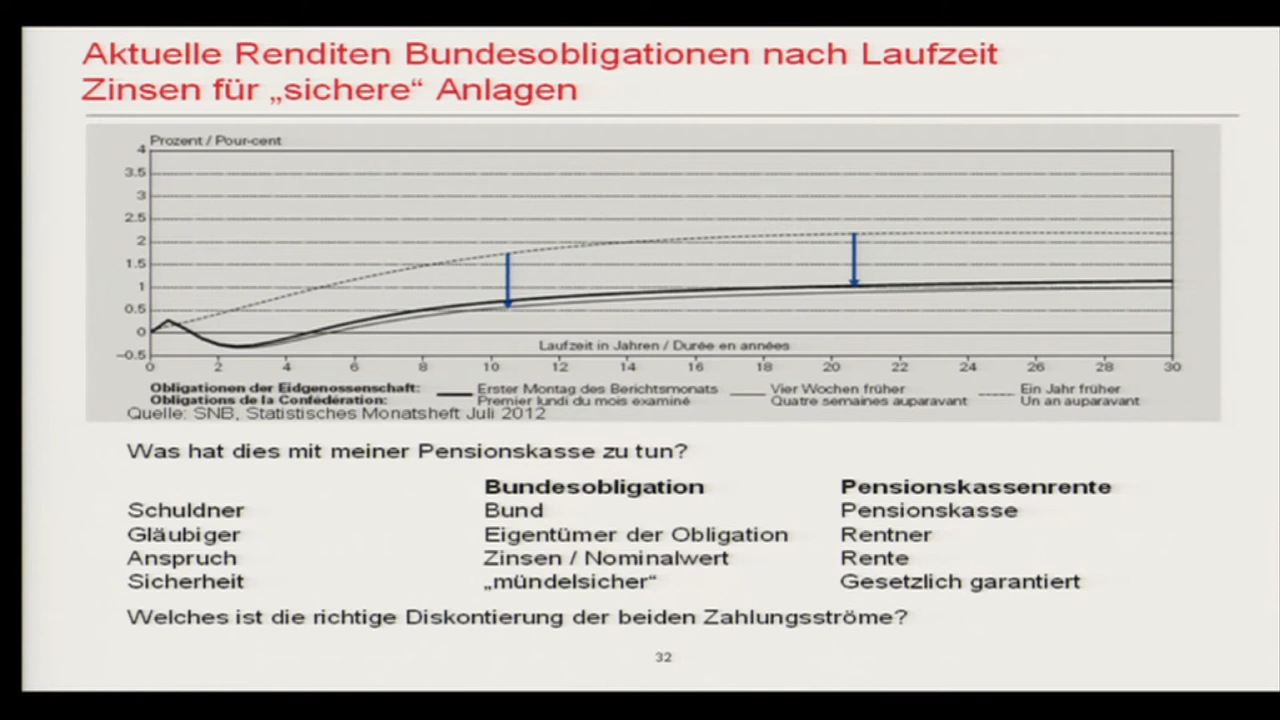 Aktuelle Renditen Bundesobligationen nach Laufzeit
Zinsen für „sichere“ Anlagen
Prozent / Pour-cent
4
3.5
3
2.5
2
1.5
1
0.5
0
–0.5
Laufzeit in Jahren / Durée en années
0 2 4 6 8 10 12 14 16 18 20 22 24 26 28 30
Obligationen der Eidgenossenschaft: Erster Montag des Berichtsmonats Vier Wochen früher Ein Jahr früher
Obligations de la Confédération: Premier lundi du mois examiné Quatre semaines auparavant Un an auparavant
Quelle: SNB, Statistisches Monatsheft Juli 2012
Was hat dies mit meiner Pensionskasse zu tun?
Bundesobligation Pensionskassenrente
Schuldner Bund Pensionskasse
Gläubiger Eigentümer der Obligation Rentner
Anspruch Zinsen / Nominalwert Rente
Sicherheit „mündelsicher“ Gesetzlich garantiert
Welches ist die richtige Diskontierung der beiden Zahlungsströme?
32